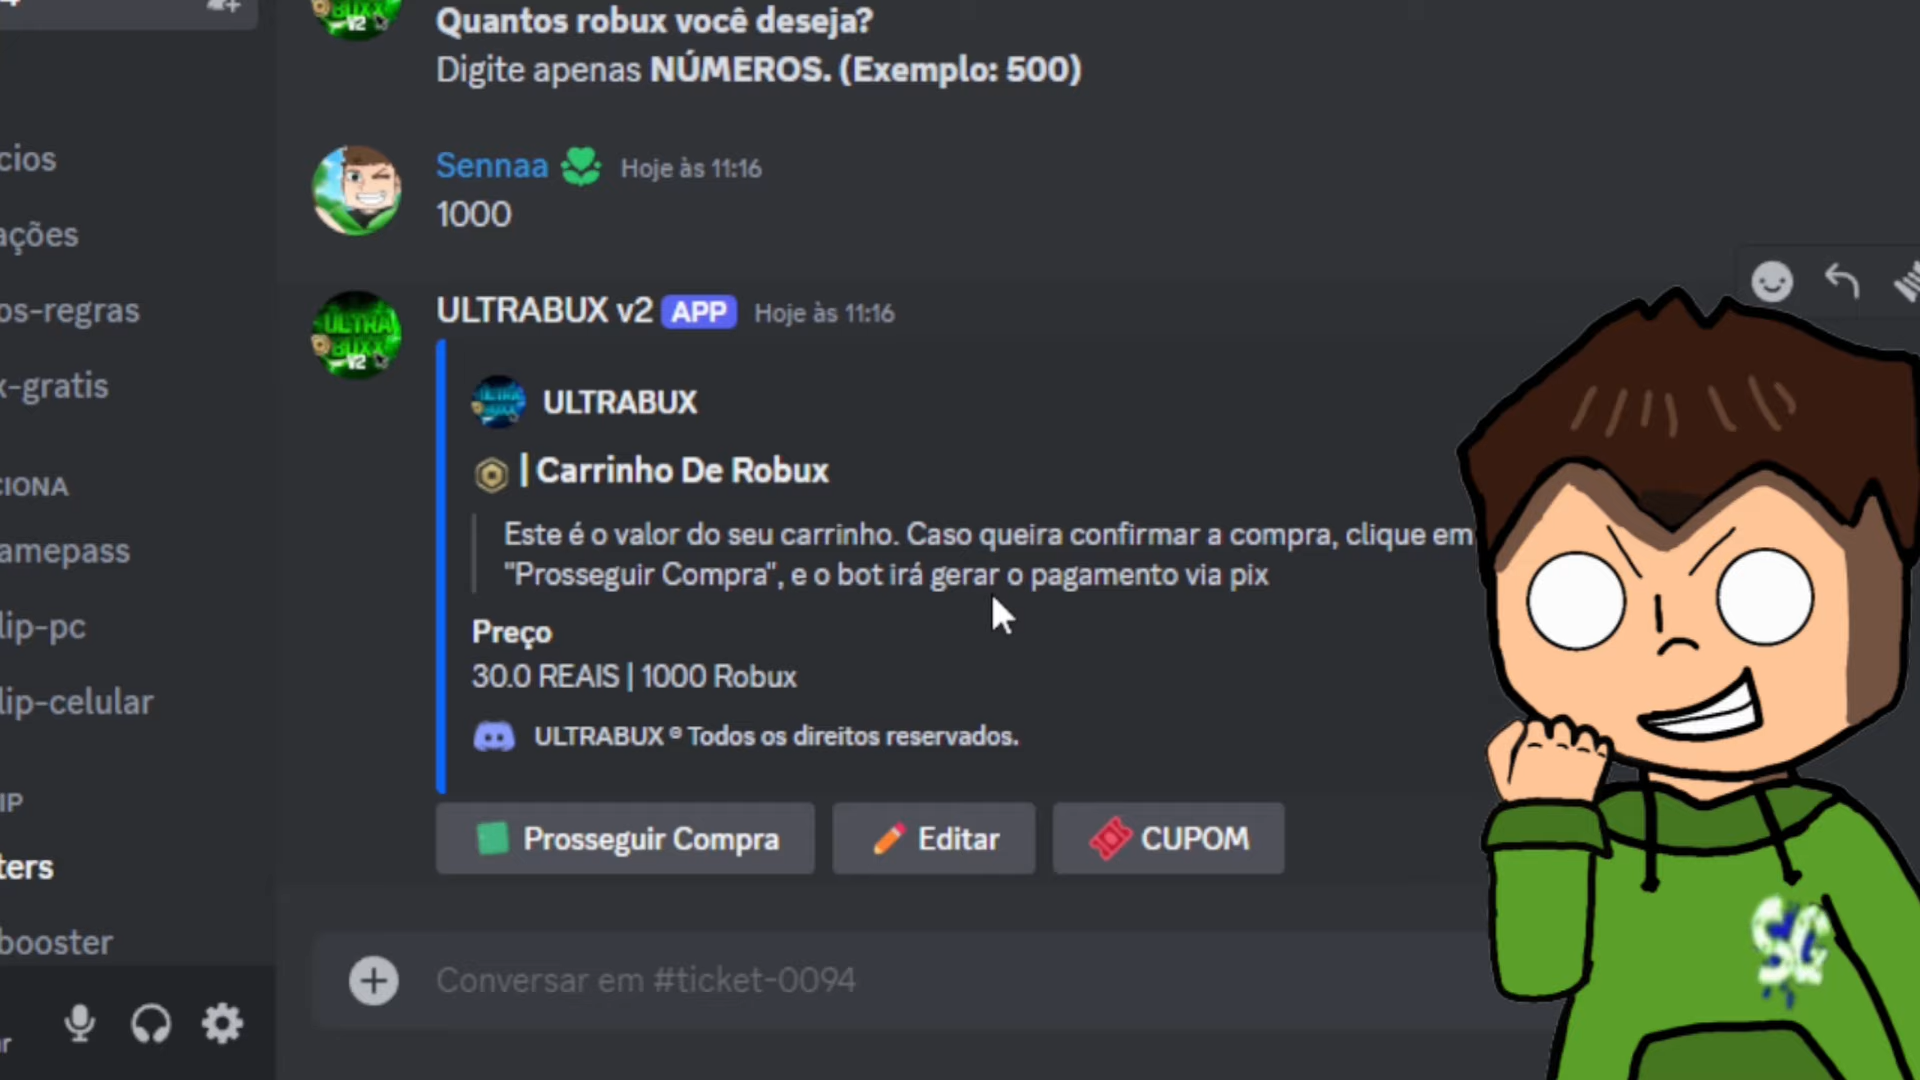 Quantos robux você deseja?
Digite apenas NÚMEROS. (Exemplo: 500)
cios
ações
os-regras
x-gratis
CIONA
amepass
lip-pc
lip-celular
IP
ters
booster
Sennaa Hoje às 11:16
1000
ULTRABUX v2 APP Hoje às 11:16
ULTRA
BUXX
V2
ULTRABUX
| Carrinho De Robux
Este é o valor do seu carrinho. Caso queira confirmar a compra, clique em
"Prosseguir Compra", e o bot irá gerar o pagamento via pix
Preço
30.0 REAIS | 1000 Robux
ULTRABUX ® Todos os direitos reservados.
Prosseguir Compra
Editar
CUPOM
Conversar em #ticket-0094
SG